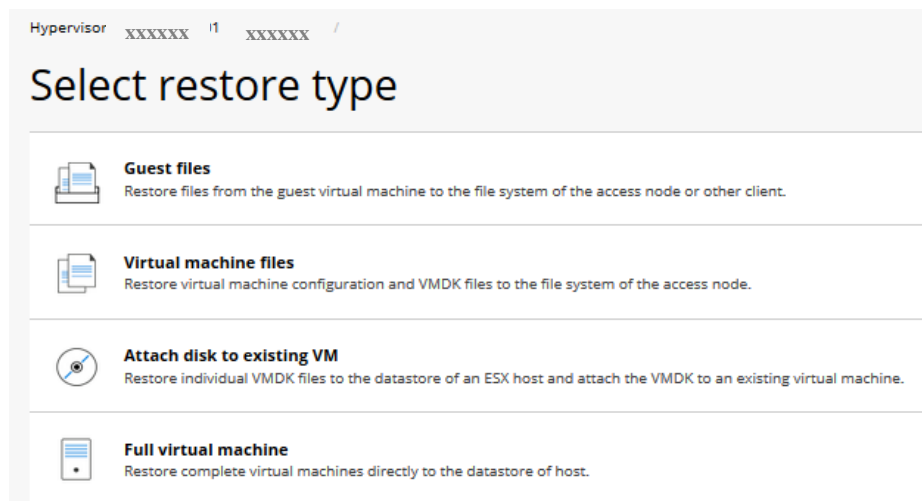 Hypervisor xxxxxx 1 xxxxxx /
Select restore type
Guest files
Restore files from the guest virtual machine to the file system of the access node or other client.
Virtual machine files
Restore virtual machine configuration and VMDK files to the file system of the access node.
Attach disk to existing VM
Restore individual VMDK files to the datastore of an ESX host and attach the VMDK to an existing virtual machine.
Full virtual machine
Restore complete virtual machines directly to the datastore of host.